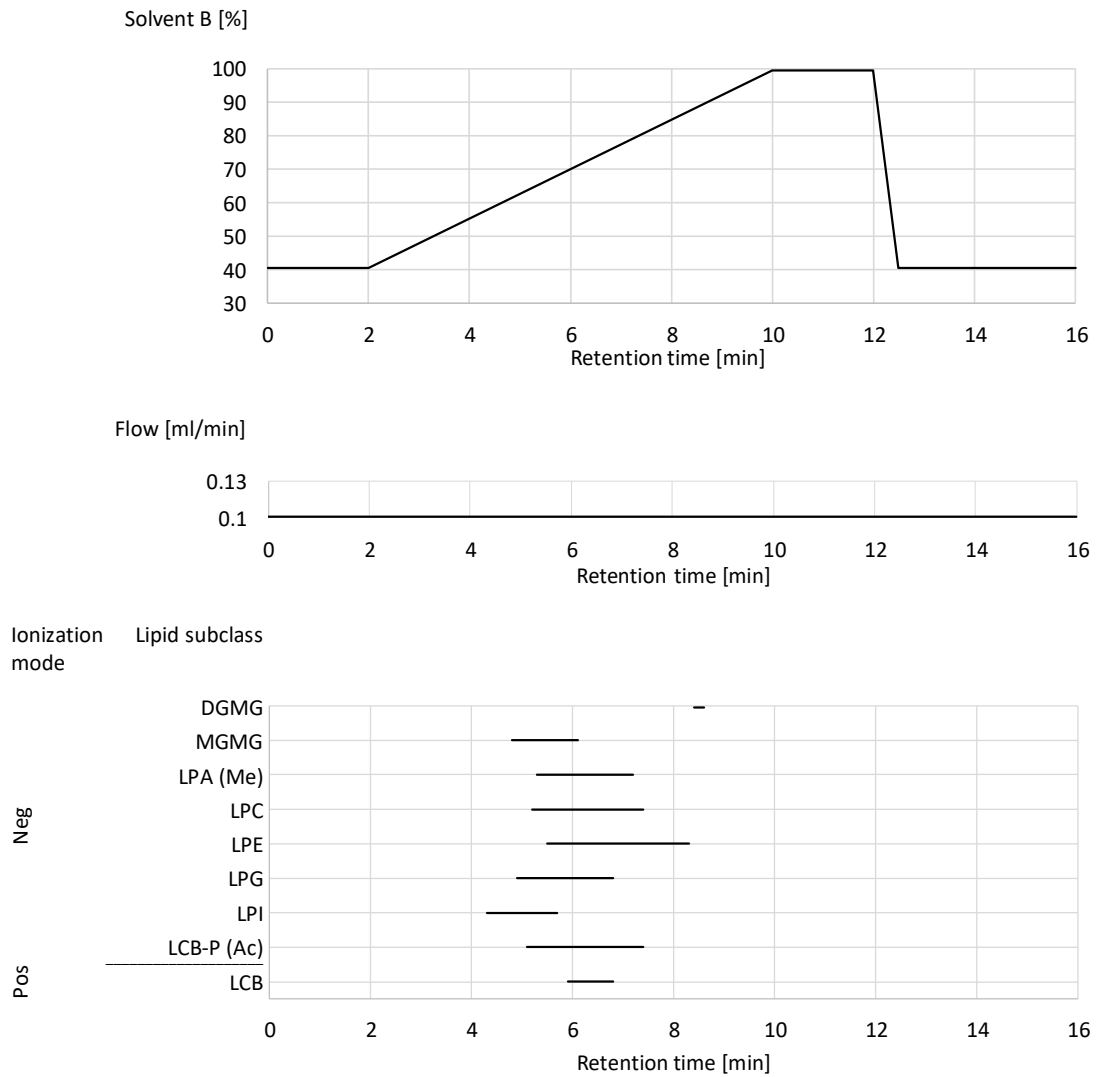 Solvent B [%]
100
90
80
70
60
50
40
30
0 2 4 6 8 10 12 14 16
Retention time [min]
Flow [ml/min]
0.13
0.1
0 2 4 6 8 10 12 14 16
Retention time [min]
Ionization mode
Lipid subclass
Neg
DGMG
MGMG
LPA (Me)
LPC
LPE
LPG
LPI
LCB-P (Ac)
Pos
LCB
0 2 4 6 8 10 12 14 16
Retention time [min]